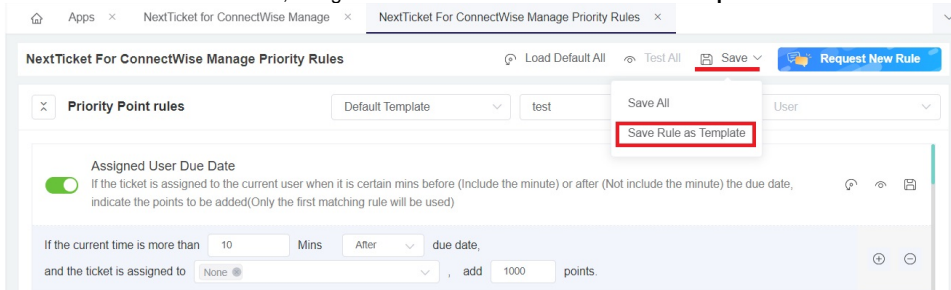 Apps × NextTicket for ConnectWise Manage × NextTicket For ConnectWise Manage Priority Rules ×
NextTicket For ConnectWise Manage Priority Rules Load Default All Test All Save Request New Rule
Priority Point rules Default Template test User
Save All
Save Rule as Template
Assigned User Due Date
If the ticket is assigned to the current user when it is certain mins before (Include the minute) or after (Not include the minute) the due date,
indicate the points to be added(Only the first matching rule will be used)
If the current time is more than 10 Mins After due date,
and the ticket is assigned to None , add 1000 points.